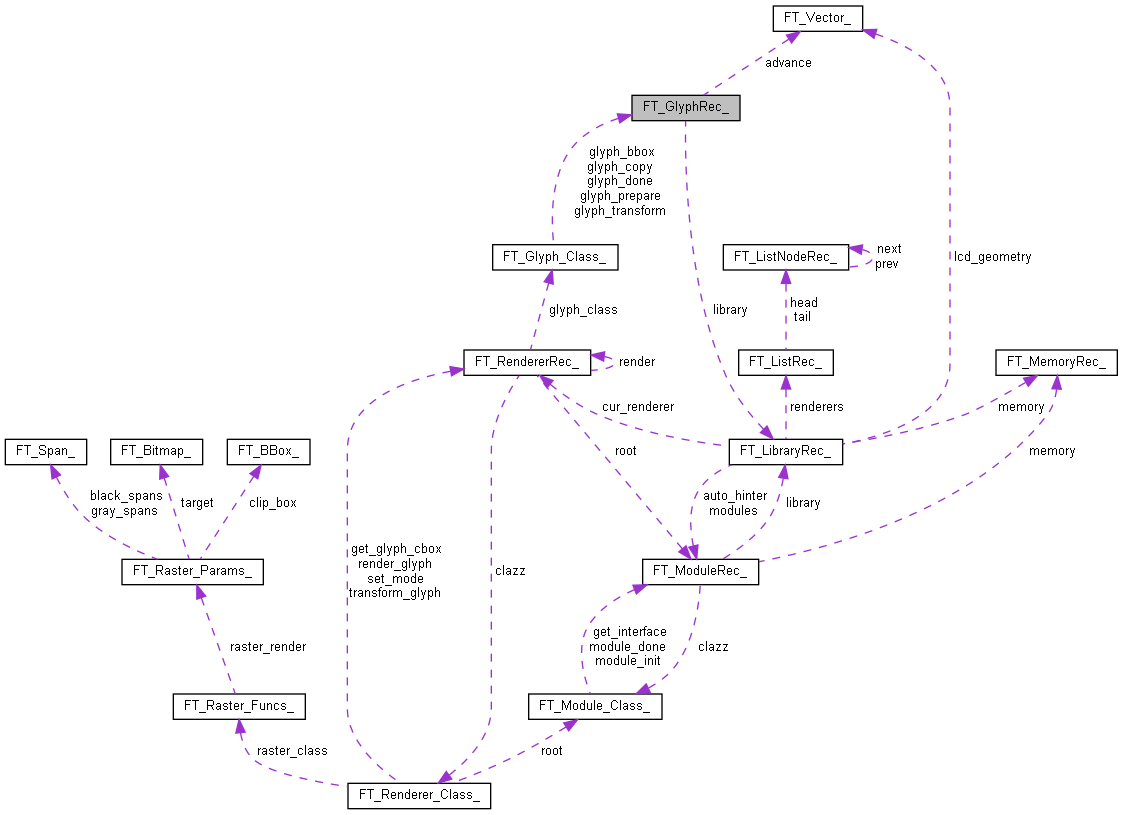 FT_Vector_
advance
FT_GlyphRec_
glyph_bbox
glyph_copy
glyph_done
glyph_prepare
glyph_transform
FT_Glyph_Class_
FT_ListNodeRec_
next
prev
lcd_geometry
glyph_class
library
head
tail
FT_RendererRec_
render
FT_ListRec_
FT_MemoryRec_
cur_renderer
renderers
memory
FT_Span_
FT_Bitmap_
FT_BBox_
root
FT_LibraryRec_
memory
black_spans
gray_spans
target
clip_box
auto_hinter
modules
library
FT_Raster_Params_
get_glyph_cbox
render_glyph
set_mode
transform_glyph
clazz
FT_ModuleRec_
raster_render
get_interface
module_done
module_init
clazz
FT_Raster_Funcs_
FT_Module_Class_
raster_class
root
FT_Renderer_Class_